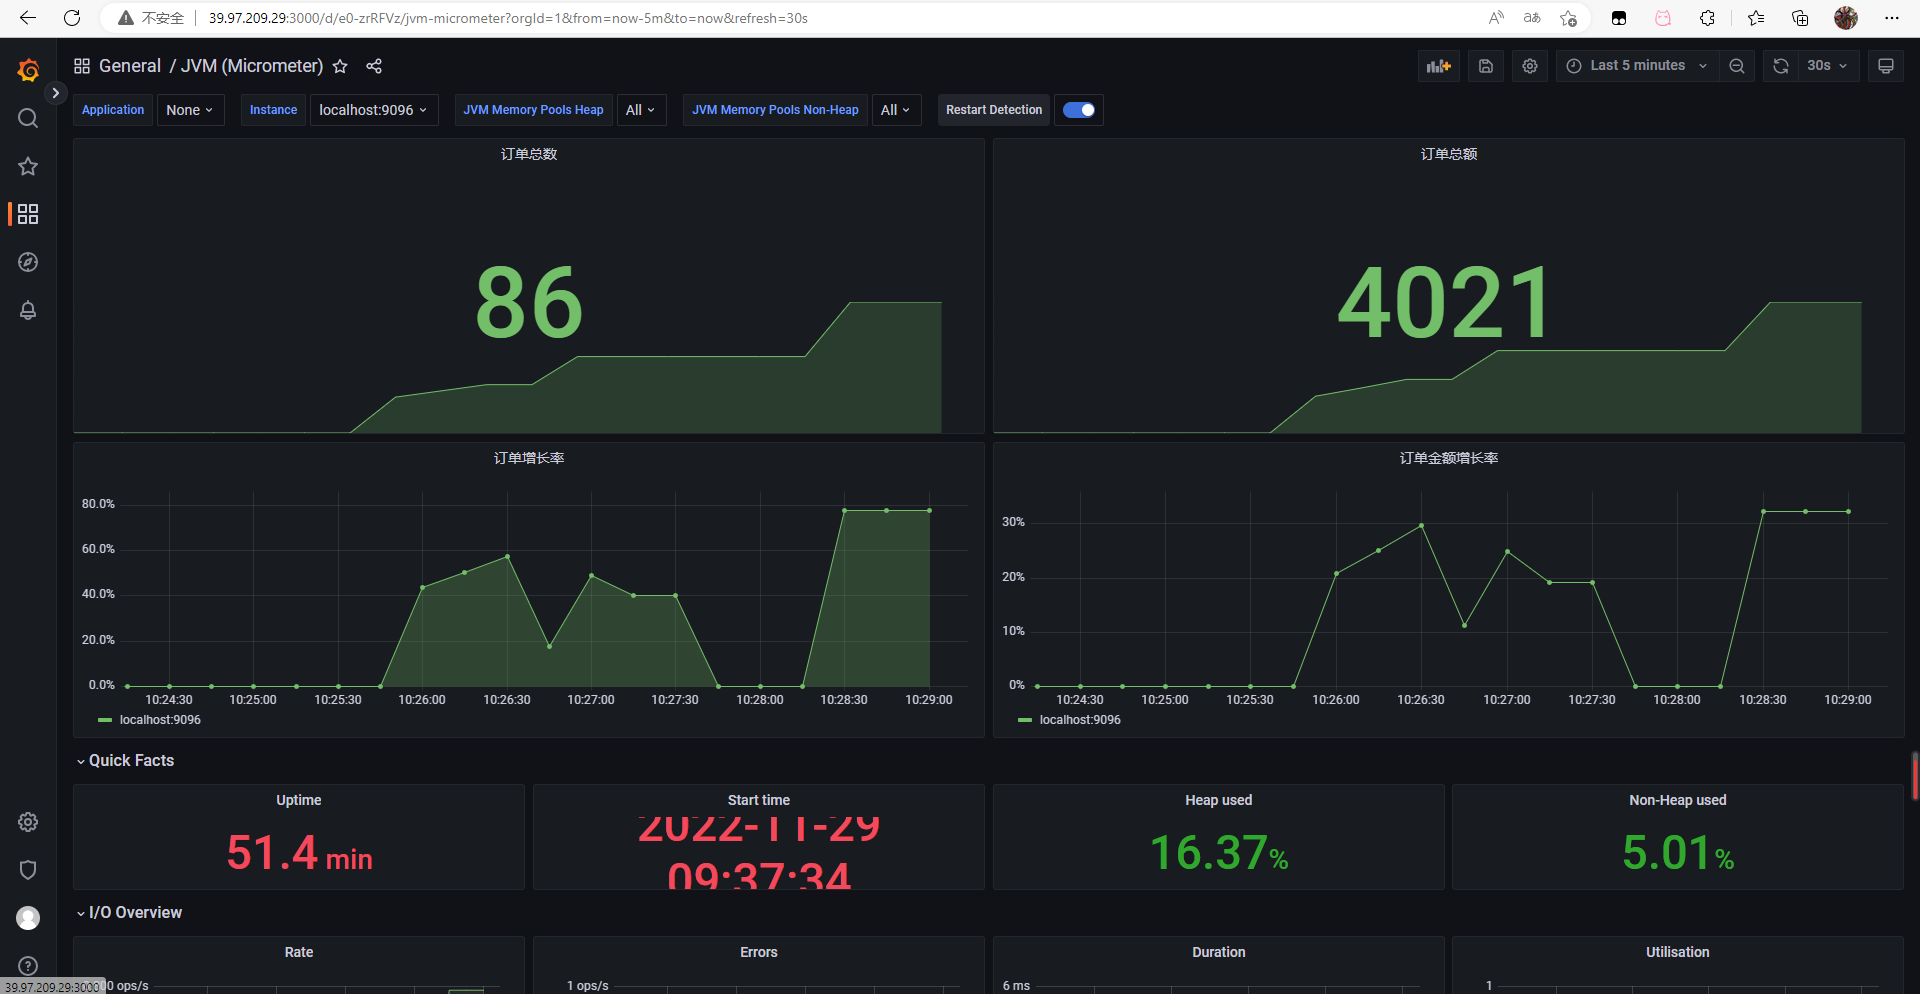 不安全
39.97.209.29:3000/d/e0-zrRFVz/jvm-micrometer?orgId=1&from=now-5m&to=now&refresh=30s
General / JVM (Micrometer)
Last 5 minutes
30s
Application None
Instance localhost:9096
JVM Memory Pools Heap All
JVM Memory Pools Non-Heap All
Restart Detection
订单总数
86
订单总额
4021
订单增长率
80.0%
60.0%
40.0%
20.0%
0.0%
10:24:30 10:25:00 10:25:30 10:26:00 10:26:30 10:27:00 10:27:30 10:28:00 10:28:30 10:29:00
localhost:9096
订单金额增长率
30%
20%
10%
0%
10:24:30 10:25:00 10:25:30 10:26:00 10:26:30 10:27:00 10:27:30 10:28:00 10:28:30 10:29:00
localhost:9096
Quick Facts
Uptime
51.4 min
Start time
2022-11-29
09:37:34
Heap used
16.37%
Non-Heap used
5.01%
I/O Overview
Rate
ops/s
Errors
1 ops/s
Duration
6 ms
Utilisation
1
39.97.209.29:3000